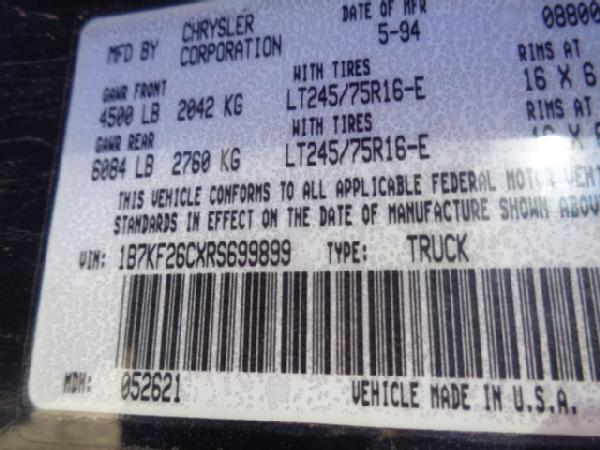 MFD BY CHRYSLER CORPORATION DATE OF MFR 5-94 08800
GAWR FRONT WITH TIRES RIMS AT
4500 LB 2042 KG LT245/75R16-E 16 X 6
GAWR REAR WITH TIRES RIMS AT
6084 LB 2760 KG LT245/75R16-E
THIS VEHICLE CONFORMS TO ALL APPLICABLE FEDERAL MOTOR VEHI
STANDARDS IN EFFECT ON THE DATE OF MANUFACTURE SHOWN ABOV
VIN: 1B7KF26CXRS699899 TYPE: TRUCK
MDH: 052621 VEHICLE MADE IN U.S.A.